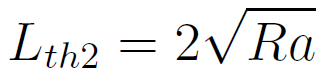 L_{th2} = 2\sqrt{Ra}